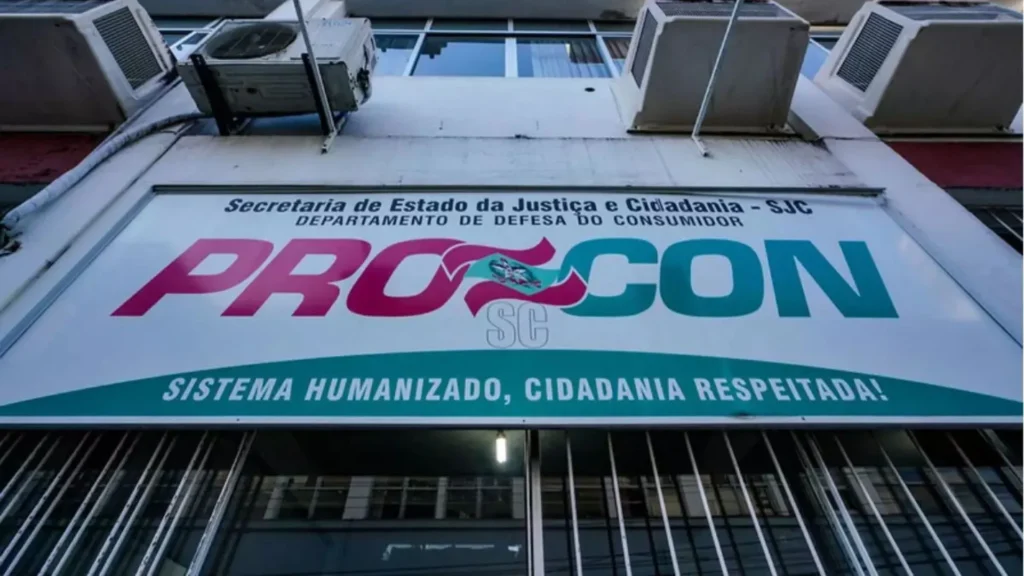 Secretaria de Estado da Justiça e Cidadania - SJC
DEPARTAMENTO DE DEFESA DO CONSUMIDOR
PROCON
SC
SISTEMA HUMANIZADO, CIDADANIA RESPEITADA!